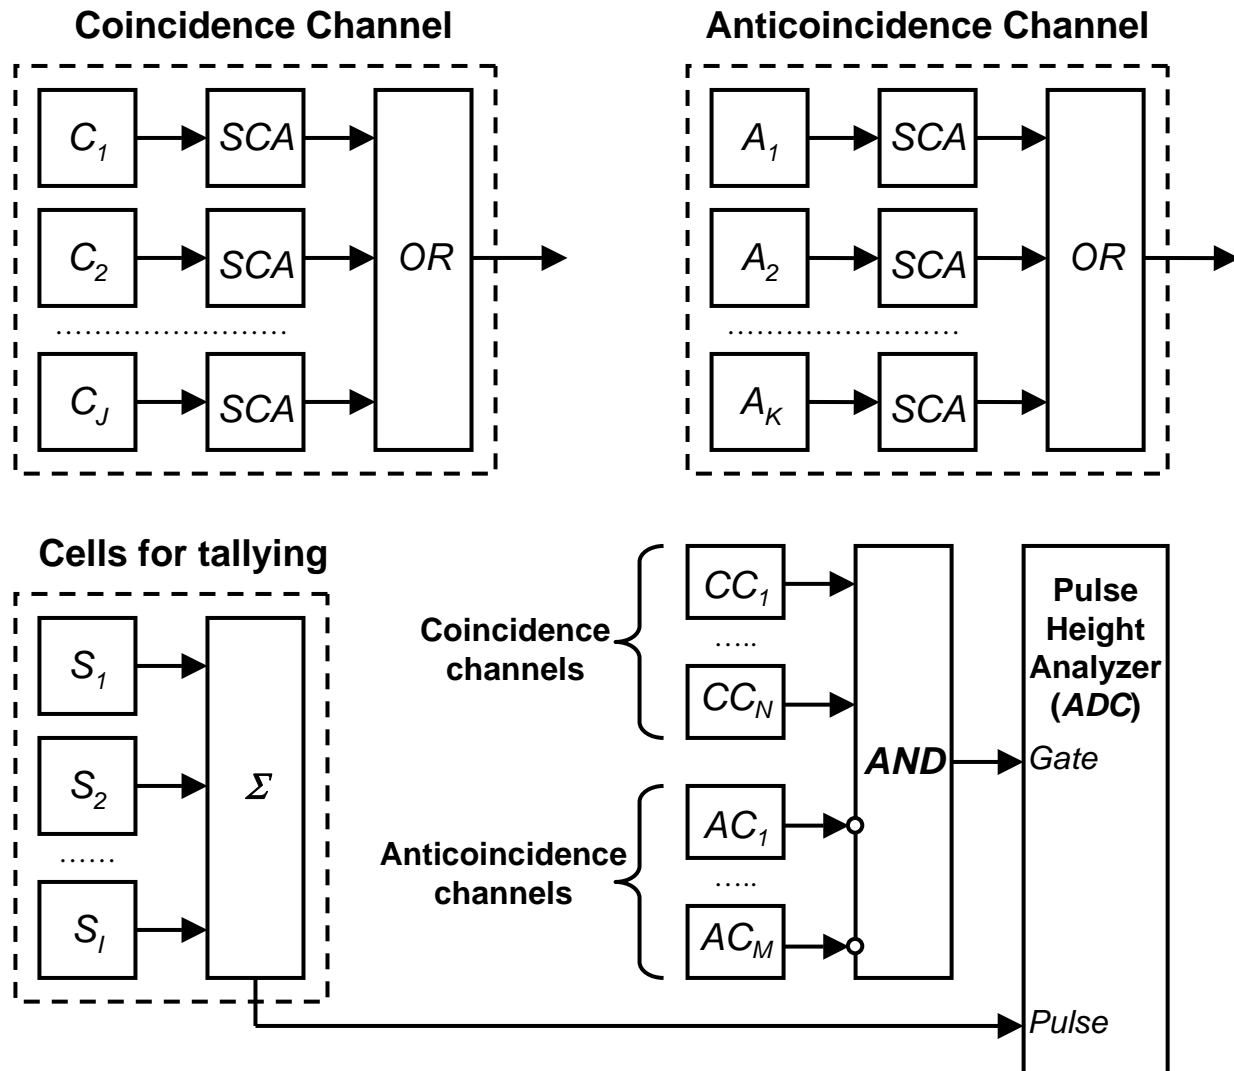 Coincidence Channel
C1 SCA
C2 SCA
........................
CJ SCA
OR
Anticoincidence Channel
A1 SCA
A2 SCA
........................
AK SCA
OR
Cells for tallying
S1
S2
......
SI
Σ
Coincidence
channels
CC1
.....
CCN
Anticoincidence
channels
AC1
.....
ACM
AND
Pulse
Height
Analyzer
(ADC)
Gate
Pulse